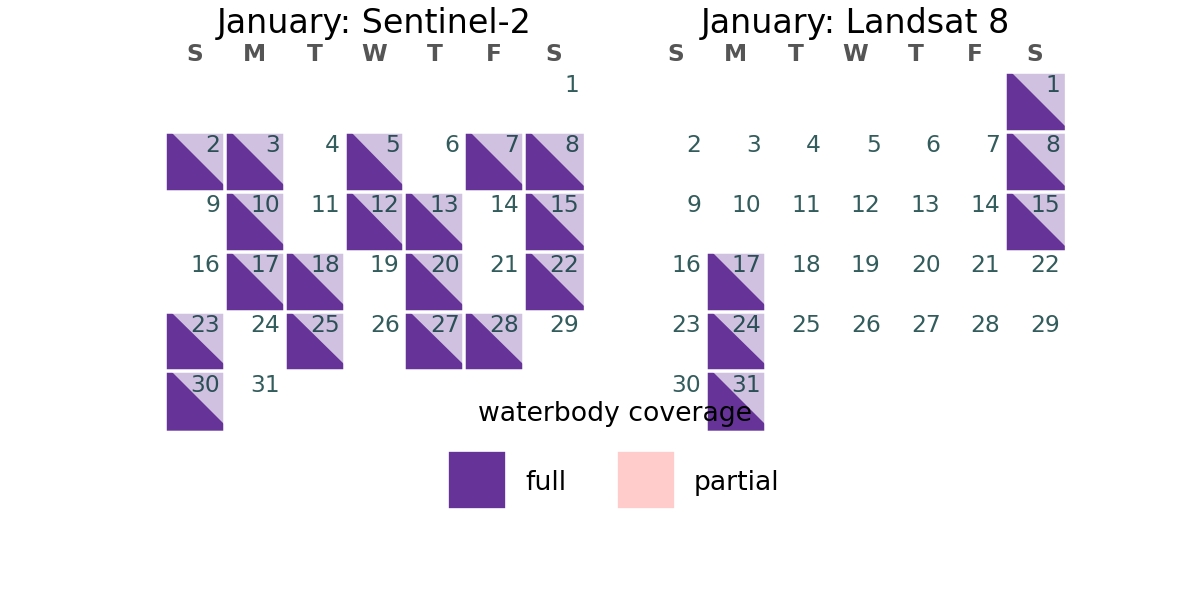 January: Sentinel-2
S M T W T F S
1
2 3 4 5 6 7 8
9 10 11 12 13 14 15
16 17 18 19 20 21 22
23 24 25 26 27 28 29
30 31
January: Landsat 8
S M T W T F S
1
2 3 4 5 6 7 8
9 10 11 12 13 14 15
16 17 18 19 20 21 22
23 24 25 26 27 28 29
30 31
waterbody coverage
full partial